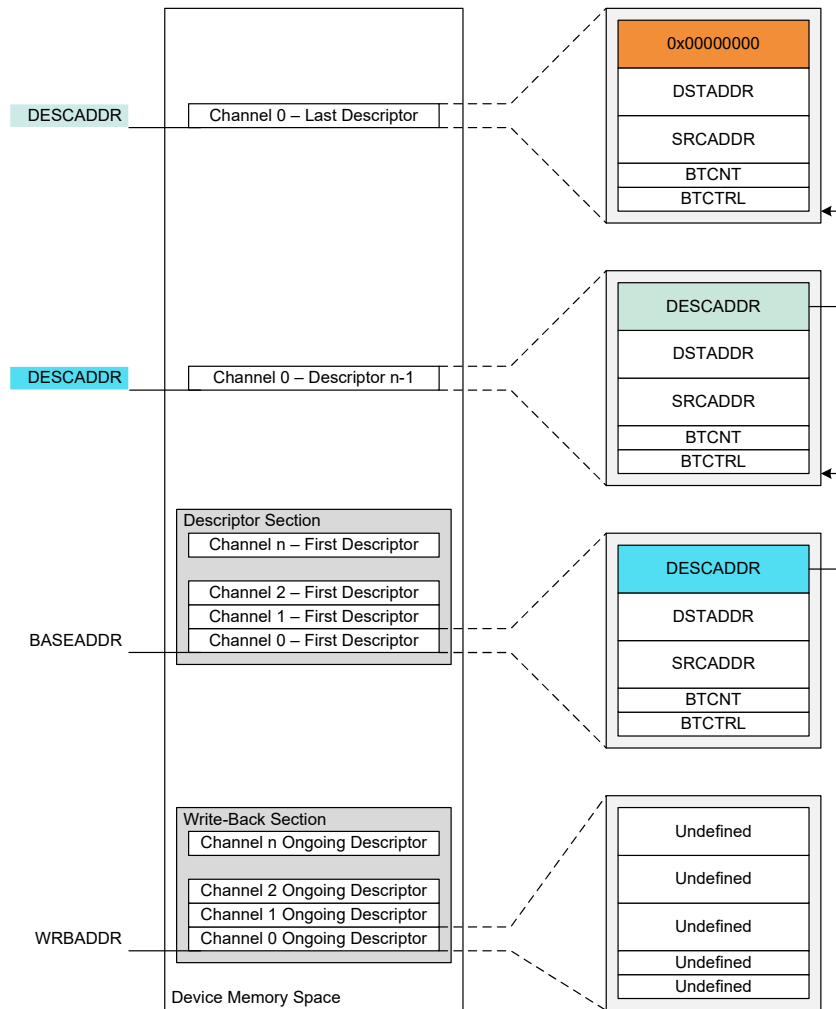 0x00000000
DSTADDR
SRCADDR
BTCNT
BTCTRL
DESCADDR
Channel 0 – Last Descriptor
DESCADDR
DSTADDR
SRCADDR
BTCNT
BTCTRL
DESCADDR
Channel 0 – Descriptor n-1
Descriptor Section
Channel n – First Descriptor
Channel 2 – First Descriptor
Channel 1 – First Descriptor
Channel 0 – First Descriptor
BASEADDR
DESCADDR
DSTADDR
SRCADDR
BTCNT
BTCTRL
Write-Back Section
Channel n Ongoing Descriptor
Channel 2 Ongoing Descriptor
Channel 1 Ongoing Descriptor
Channel 0 Ongoing Descriptor
WRBADDR
Undefined
Undefined
Undefined
Undefined
Undefined
Device Memory Space